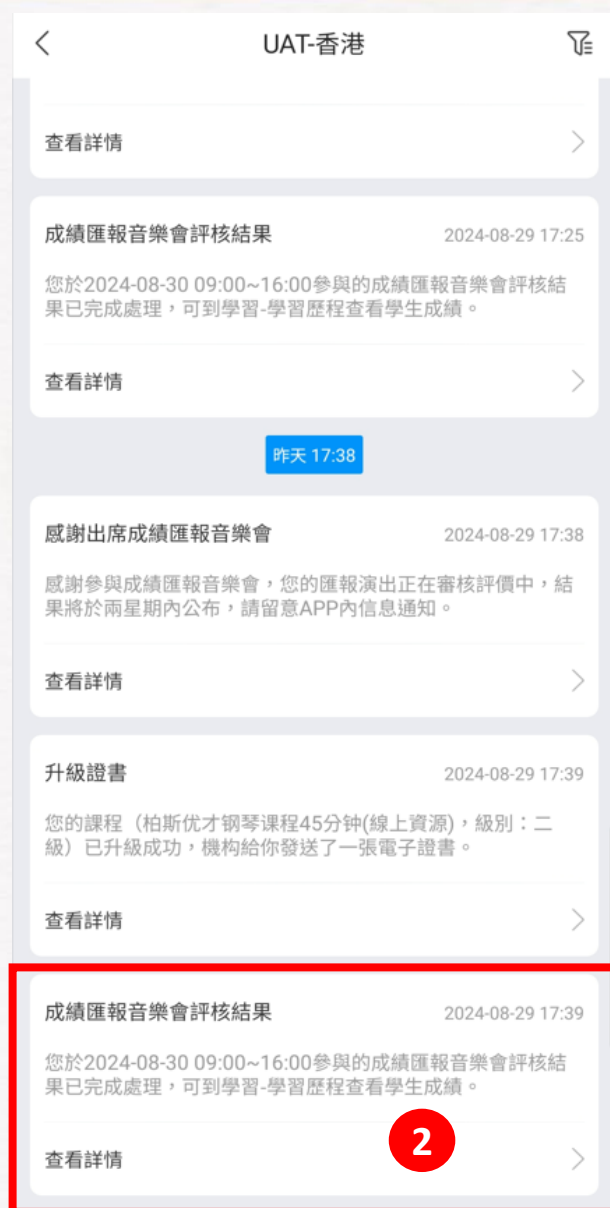 UAT-香港
查看詳情
成績匯報音樂會評核結果 2024-08-29 17:25
您於2024-08-30 09:00~16:00參與的成績匯報音樂會評核結
果已完成處理，可到學習-學習歷程查看學生成績。
查看詳情
昨天 17:38
感謝出席成績匯報音樂會 2024-08-29 17:38
感謝參與成績匯報音樂會，您的匯報演出正在審核評價中，結
果將於兩星期內公布，請留意APP內信息通知。
查看詳情
升級證書 2024-08-29 17:39
您的課程（柏斯优才钢琴课程45分钟(線上資源)，級別：二
級）已升級成功，機构給你發送了一張電子證書。
查看詳情
成績匯報音樂會評核結果 2024-08-29 17:39
您於2024-08-30 09:00~16:00參與的成績匯報音樂會評核結
果已完成處理，可到學習-學習歷程查看學生成績。
2
查看詳情